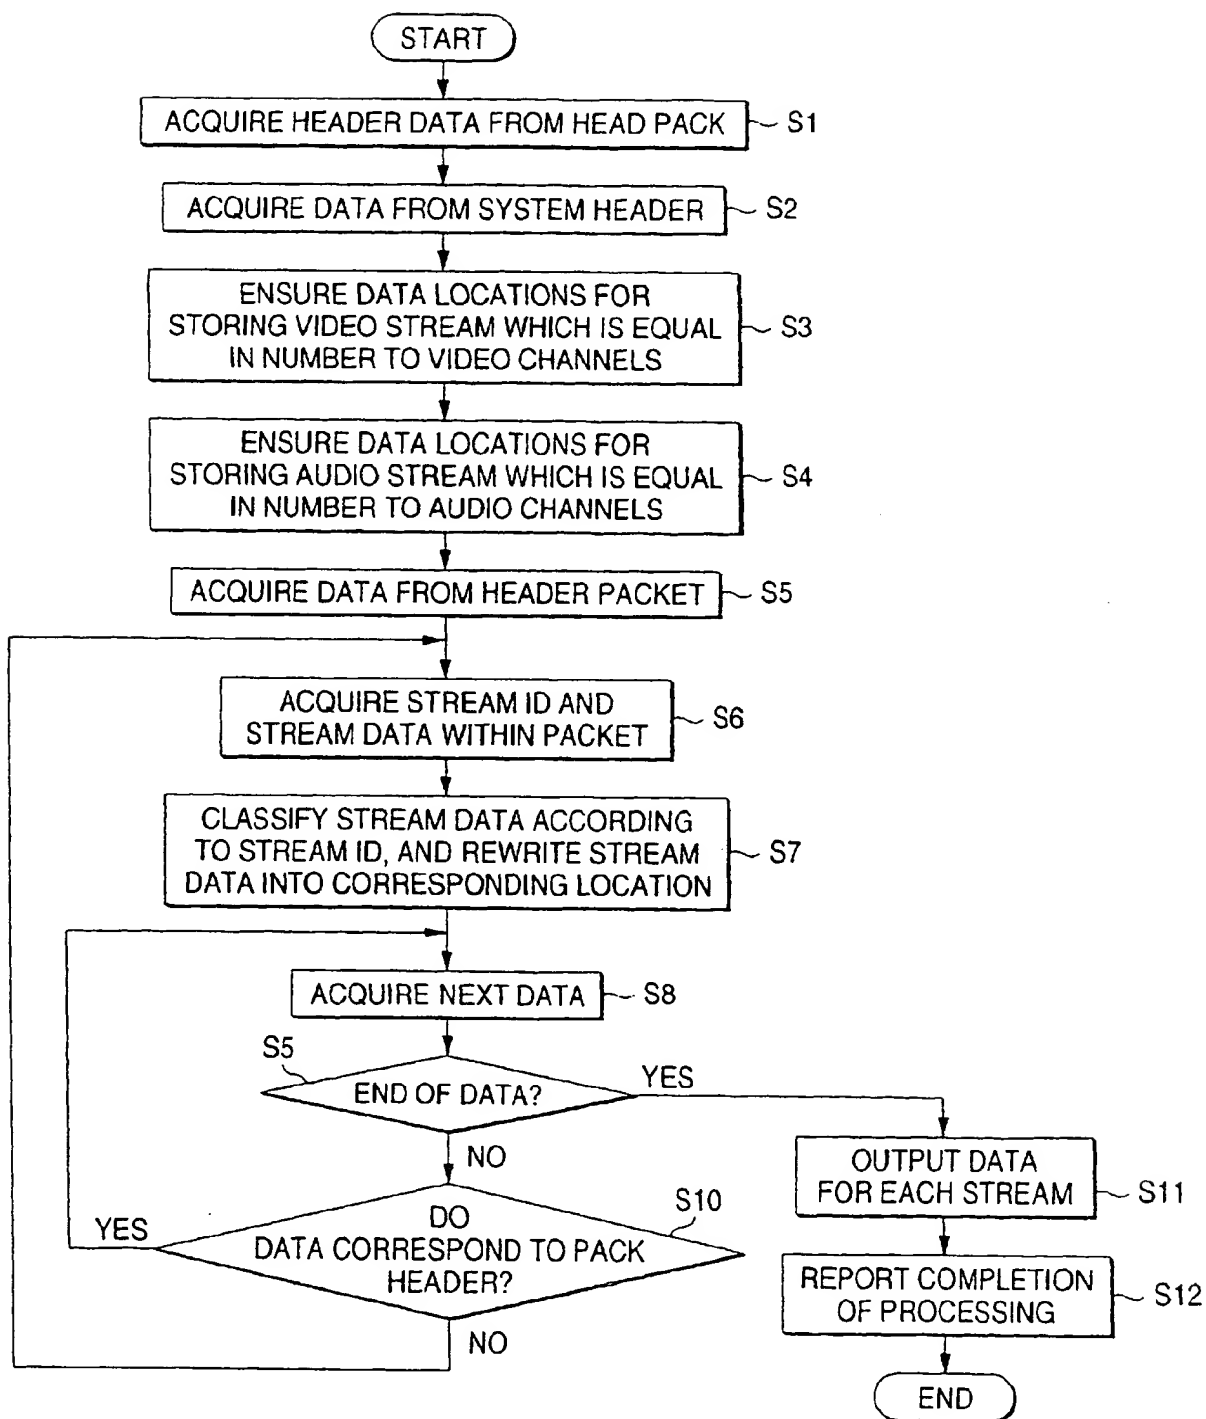 START
ACQUIRE HEADER DATA FROM HEAD PACK
S1
ACQUIRE DATA FROM SYSTEM HEADER
S2
ENSURE DATA LOCATIONS FOR
STORING VIDEO STREAM WHICH IS EQUAL
IN NUMBER TO VIDEO CHANNELS
S3
ENSURE DATA LOCATIONS FOR
STORING AUDIO STREAM WHICH IS EQUAL
IN NUMBER TO AUDIO CHANNELS
S4
ACQUIRE DATA FROM HEADER PACKET
S5
ACQUIRE STREAM ID AND
STREAM DATA WITHIN PACKET
S6
CLASSIFY STREAM DATA ACCORDING
TO STREAM ID, AND REWRITE STREAM
DATA INTO CORRESPONDING LOCATION
S7
ACQUIRE NEXT DATA
S8
S5
END OF DATA?
YES
NO
S10
DO
DATA CORRESPOND TO PACK
HEADER?
YES
NO
OUTPUT DATA
FOR EACH STREAM
S11
REPORT COMPLETION
OF PROCESSING
S12
END